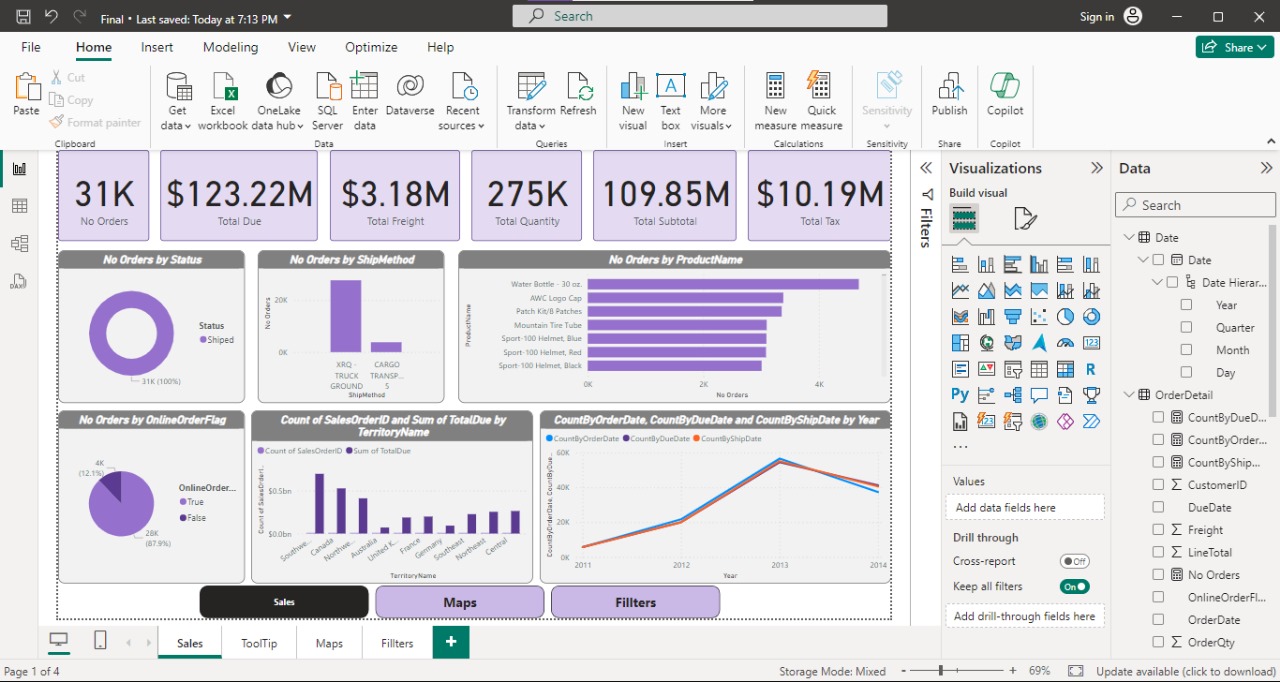 Final • Last saved: Today at 7:13 PM
Search
Sign in
File Home Insert Modeling View Optimize Help
Share
Paste
Cut
Copy
Format painter
Clipboard
Get data
Excel workbook
OneLake data hub
SQL Server
Enter data
Dataverse
Recent sources
Data
Transform data
Refresh
Queries
New visual
Text box
More visuals
Insert
New measure
Quick measure
Calculations
Sensitivity
Sensitivity
Publish
Share
Copilot
Copilot
31K
No Orders
$123.22M
Total Due
$3.18M
Total Freight
275K
Total Quantity
109.85M
Total Subtotal
$10.19M
Total Tax
No Orders by Status
Status
Shiped
31K (100%)
No Orders by ShipMethod
No Orders
20K
0K
XRQ - TRUCK GROUND
CARGO TRANSP... 5
ShipMethod
No Orders by ProductName
ProductName
Water Bottle - 30 oz.
AWC Logo Cap
Patch Kit/8 Patches
Mountain Tire Tube
Sport-100 Helmet, Blue
Sport-100 Helmet, Red
Sport-100 Helmet, Black
0K 2K 4K
No Orders
No Orders by OnlineOrderFlag
4K
(12.1%)
28K
(87.9%)
OnlineOrder...
True
False
Count of SalesOrderID and Sum of TotalDue by
TerritoryName
Count of SalesOrderID Sum of TotalDue
Count of SalesOrderI...
$0.5bn
$0.0bn
Southwe... Canada Northwe... Australia United K... France Germany Southeast Northeast Central
TerritoryName
CountByOrderDate, CountByDueDate and CountByShipDate by Year
CountByOrderDate CountByDueDate CountByShipDate
CountByOrderDate, CountByDue...
60K
40K
20K
0K
2011 2012 2013 2014
Year
Sales
Maps
Fillters
Filters
Visualizations
Build visual
123
R
Py
123
...
Values
Add data fields here
Drill through
Cross-report
Off
Keep all filters
On
Add drill-through fields here
Data
Search
Date
Date
Date Hierar...
Year
Quarter
Month
Day
OrderDetail
CountByDueD...
CountByOrder...
CountByShip...
CustomerID
DueDate
Freight
LineTotal
No Orders
OnlineOrderFl...
OrderDate
OrderQty
Sales ToolTip Maps Fillters +
Page 1 of 4
Storage Mode: Mixed
- + 69%
Update available (click to download)